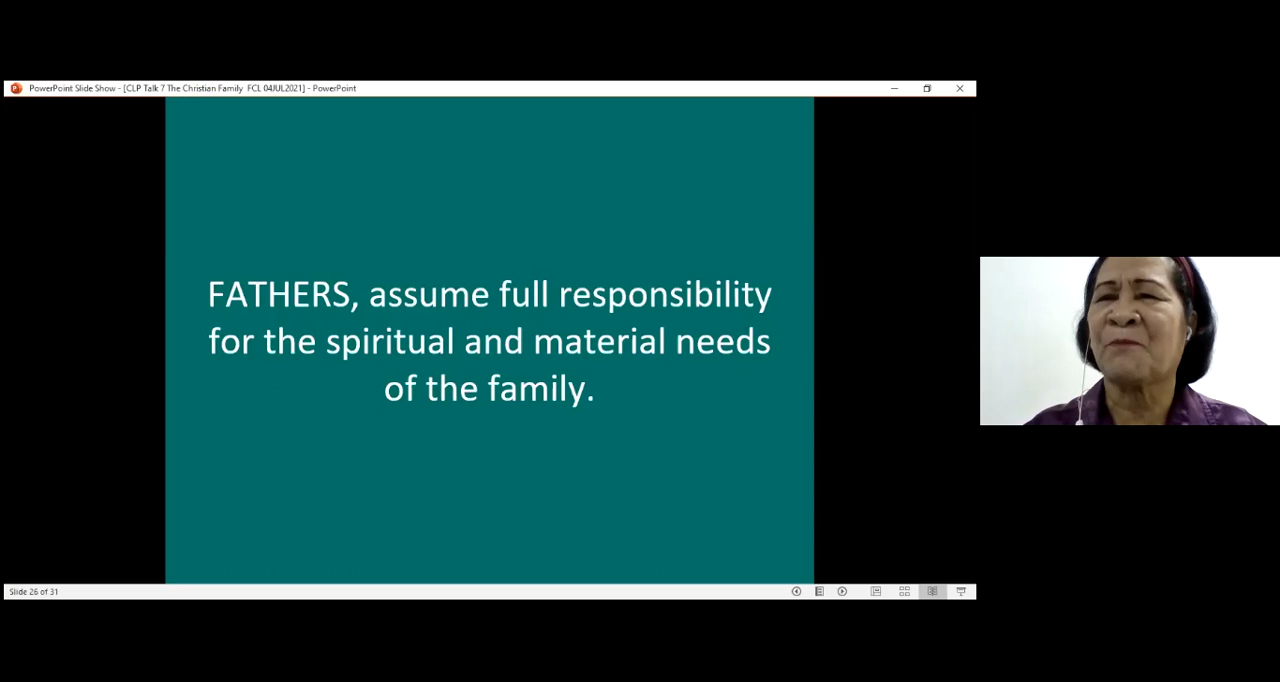 PowerPoint Slide Show - [CLP Talk 7 The Christian Family  FCL 04JUL2021] - PowerPoint
FATHERS, assume full responsibility
for the spiritual and material needs
of the family.
Slide 26 of 31